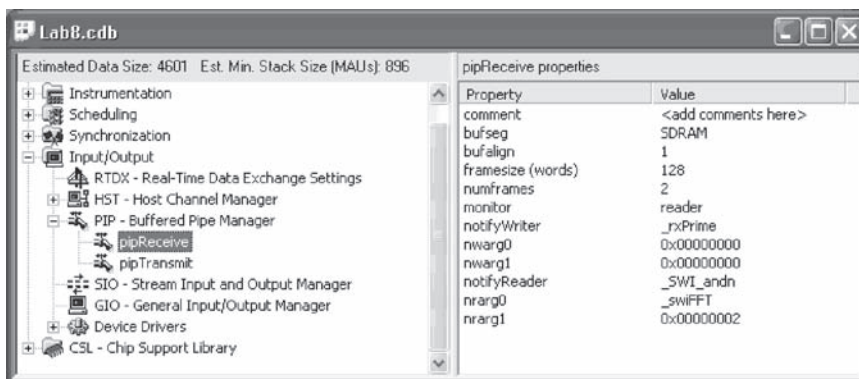 Lab8.cdb
Estimated Data Size: 4601 Est. Min. Stack Size (MAUs): 896
Instrumentation
Scheduling
Synchronization
Input/Output
RTDX - Real-Time Data Exchange Settings
HST - Host Channel Manager
PIP - Buffered Pipe Manager
pipReceive
pipTransmit
SIO - Stream Input and Output Manager
GIO - General Input/Output Manager
Device Drivers
CSL - Chip Support Library
pipReceive properties
Property Value
comment <add comments here>
bufseg SDRAM
bufalign 1
framesize (words) 128
numframes 2
monitor reader
notifyWriter _rxPrime
nwarg0 0x00000000
nwarg1 0x00000000
notifyReader _SWI_andn
nrarg0 _swiFFT
nrarg1 0x00000002